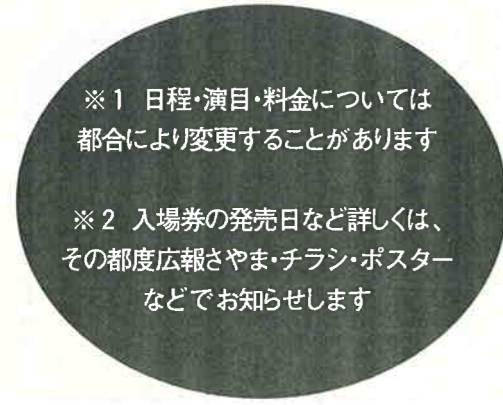 ※1 日程・演目・料金については
都合により変更することがあります
※2 入場券の発売日など詳しくは、
その都度広報さやま・チラシ・ポスター
などでお知らせします